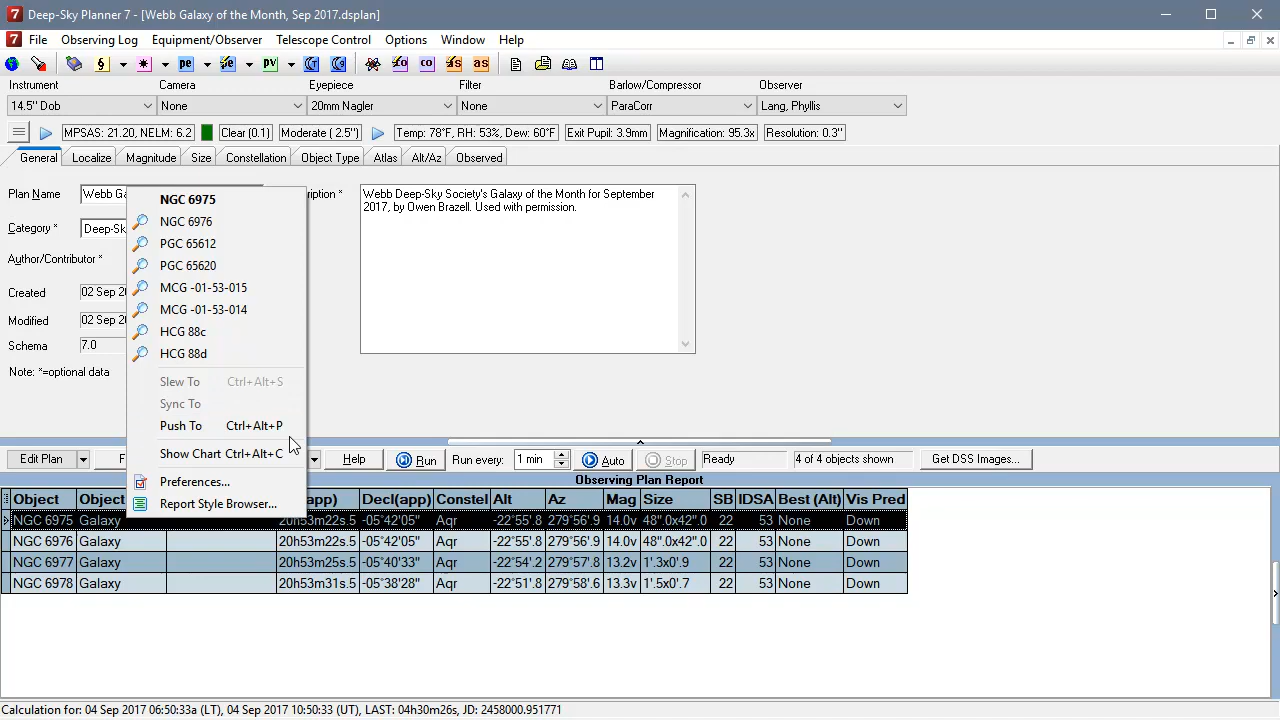 Deep-Sky Planner 7 - [Webb Galaxy of the Month, Sep 2017.dsplan]
File Observing Log Equipment/Observer Telescope Control Options Window Help
Instrument Camera Eyepiece Filter Barlow/Compressor Observer
14.5" Dob None 20mm Nagler None ParaCorr Lang, Phyllis
MPSAS: 21.20, NELM: 6.2 Clear (0.1) Moderate ( 2.5") Temp: 78°F, RH: 53%, Dew: 60°F Exit Pupil: 3.9mm Magnification: 95.3x Resolution: 0.3"
General Localize Magnitude Size Constellation Object Type Atlas Alt/Az Observed
Plan Name Webb Ga ription *
Webb Deep-Sky Society's Galaxy of the Month for September
2017, by Owen Brazell. Used with permission.
Category * Deep-Sk
Author/Contributor *
Created 02 Sep 20
Modified 02 Sep 20
Schema 7.0
Note: *=optional data
NGC 6975
NGC 6976
PGC 65612
PGC 65620
MCG -01-53-015
MCG -01-53-014
HCG 88c
HCG 88d
Slew To Ctrl+Alt+S
Sync To
Push To Ctrl+Alt+P
Show Chart Ctrl+Alt+C
Preferences...
Report Style Browser...
Edit Plan F Help Run Run every: 1 min Auto Stop Ready 4 of 4 objects shown Get DSS Images...
Observing Plan Report
Object Object (app) Decl(app) Constel Alt Az Mag Size SB IDSA Best (Alt) Vis Pred
NGC 6975 Galaxy 20h53m22s.5 -05°42'05" Aqr -22°55'.8 279°56'.9 14.0v 48".0x42".0 22 53 None Down
NGC 6976 Galaxy 20h53m22s.5 -05°42'05" Aqr -22°55'.8 279°56'.9 14.0v 48".0x42".0 22 53 None Down
NGC 6977 Galaxy 20h53m25s.5 -05°40'33" Aqr -22°54'.2 279°57'.8 13.2v 1'.3x0'.9 22 53 None Down
NGC 6978 Galaxy 20h53m31s.5 -05°38'28" Aqr -22°51'.8 279°58'.6 13.3v 1'.5x0'.7 22 53 None Down
Calculation for: 04 Sep 2017 06:50:33a (LT), 04 Sep 2017 10:50:33 (UT), LAST: 04h30m26s, JD: 2458000.951771